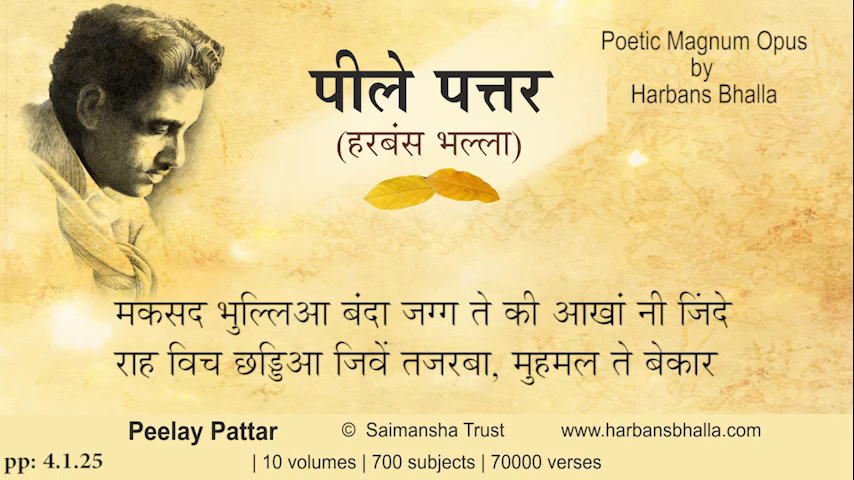 पीले पत्तर
(हरबंस भल्ला)
Poetic Magnum Opus
by
Harbans Bhalla
मकसद भुल्लिआ बंदा जग्ग ते की आखां नी जिंदे
राह विच छड्डिआ जिवें तजरबा, मुहमल ते बेकार
Peelay Pattar © Saimansha Trust www.harbansbhalla.com
pp: 4.1.25 | 10 volumes | 700 subjects | 70000 verses